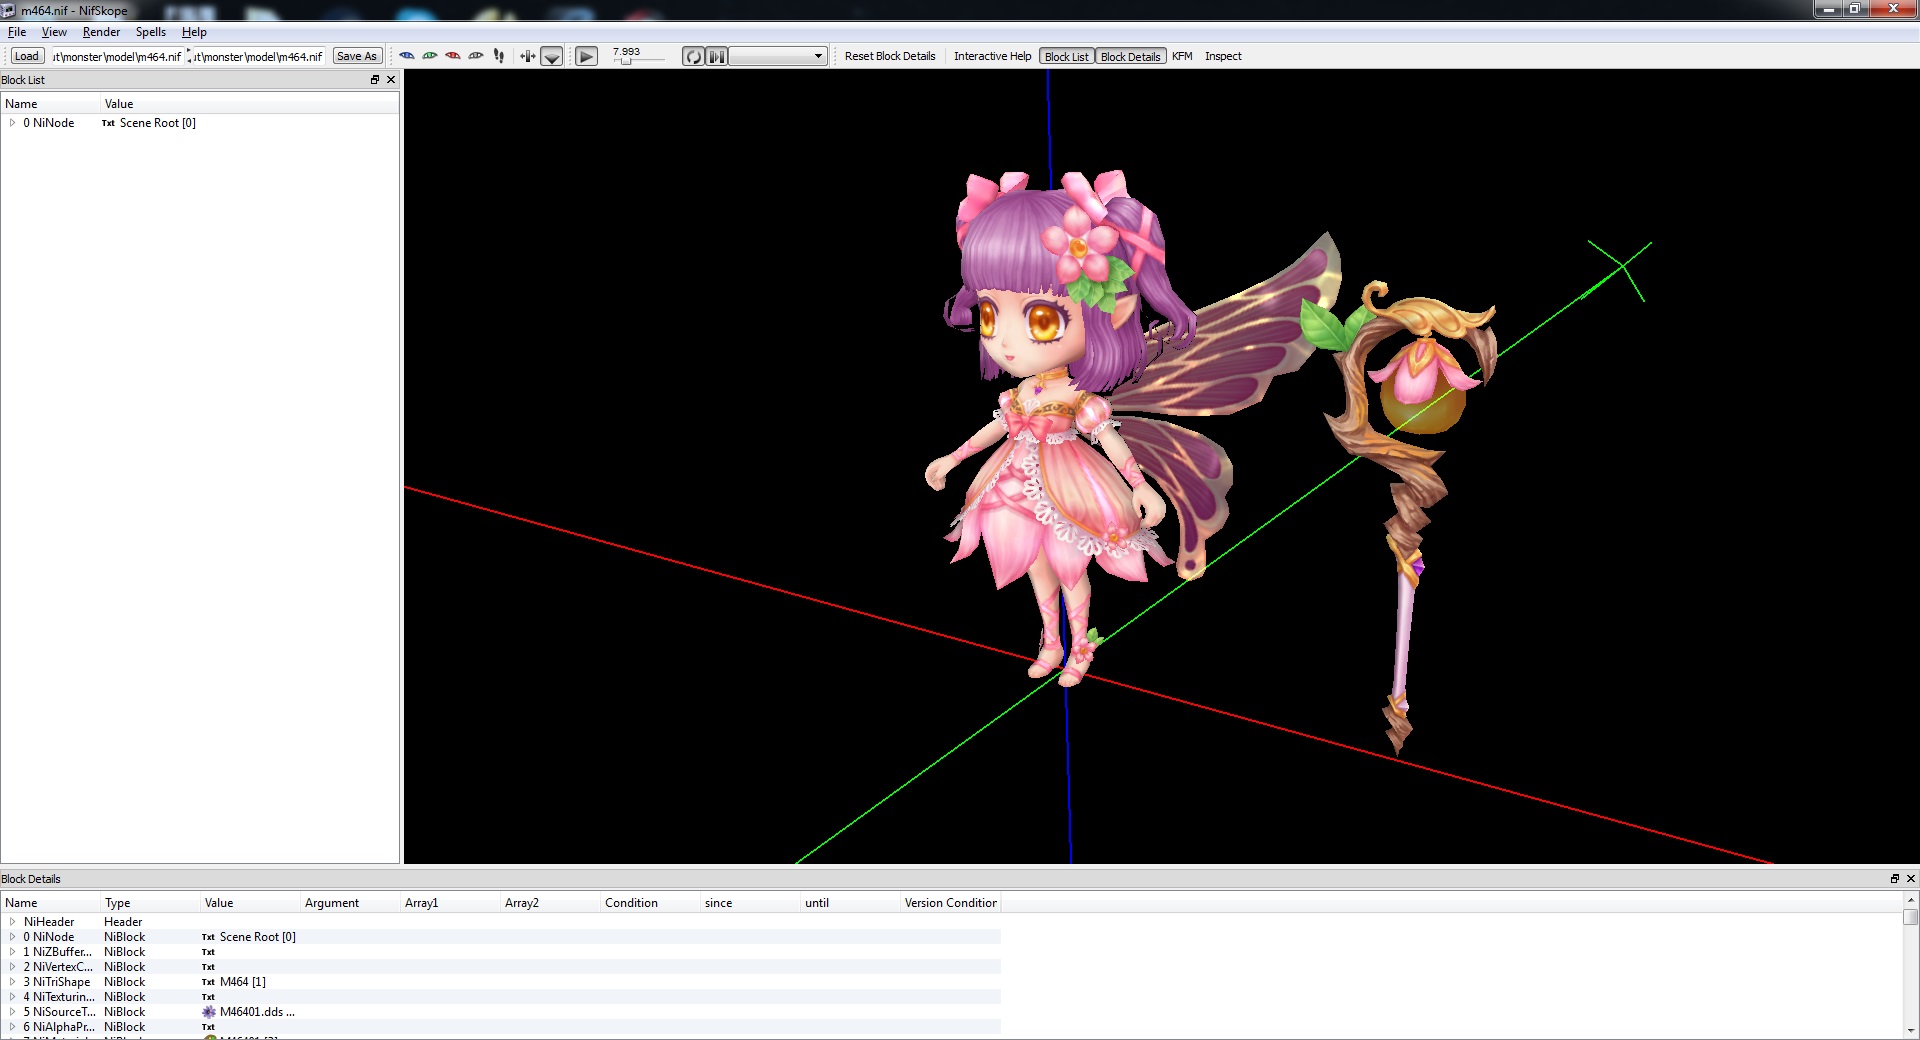 m464.nif - NifSkope
File View Render Spells Help
Load ıt\monster\model\m464.nif ıt\monster\model\m464.nif Save As 7.993 Reset Block Details Interactive Help Block List Block Details KFM Inspect
Block List
Name Value
0 NiNode Txt Scene Root [0]
Block Details
Name Type Value Argument Array1 Array2 Condition since until Version Condition
NiHeader Header
0 NiNode NiBlock Txt Scene Root [0]
1 NiZBuffer... NiBlock Txt
2 NiVertexC... NiBlock Txt
3 NiTriShape NiBlock Txt M464 [1]
4 NiTexturin... NiBlock Txt
5 NiSourceT... NiBlock M46401.dds ...
6 NiAlphaPr... NiBlock Txt